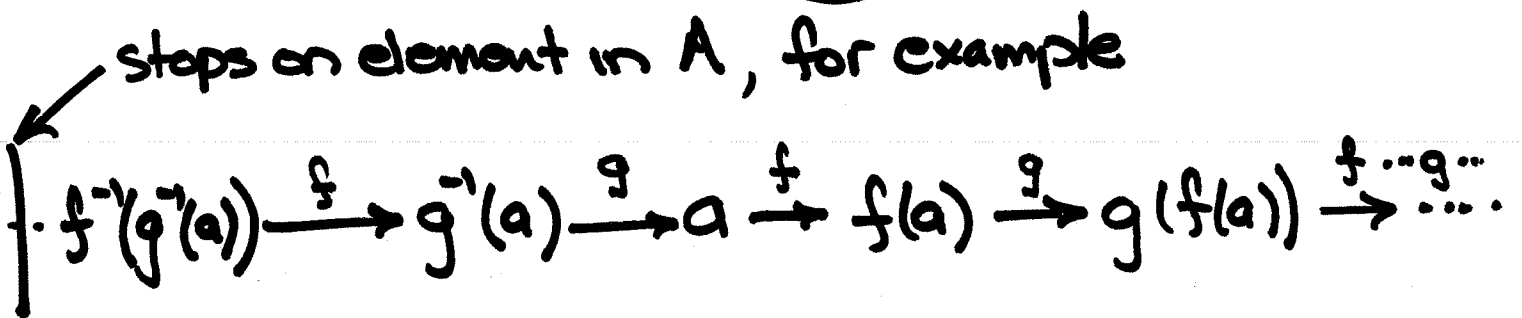 stops on element in A, for example
·· f⁻¹(g⁻¹(a)) —f→ g⁻¹(a) —g→ a —f→ f(a) —g→ g(f(a)) —f···g···→ ····